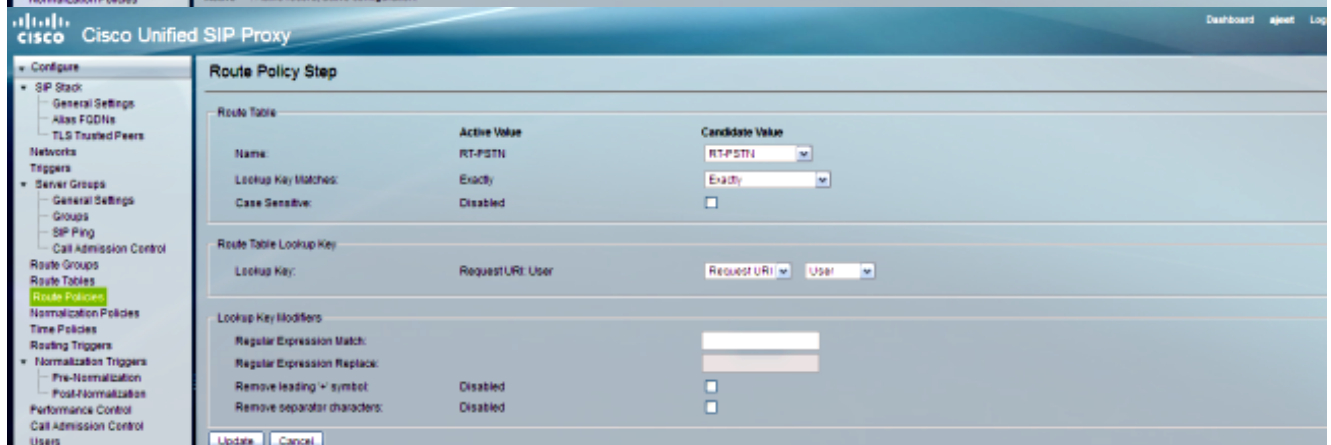 Normalization Policies
CISCO Cisco Unified SIP Proxy
Dashboard ajeet Log
Configure
SIP Stack
General Settings
Alias FQDNs
TLS Trusted Peers
Networks
Triggers
Server Groups
General Settings
Groups
SIP Ping
Call Admission Control
Route Groups
Route Tables
Route Policies
Normalization Policies
Time Policies
Routing Triggers
Normalization Triggers
Pre-Normalization
Post-Normalization
Performance Control
Call Admission Control
Users
Route Policy Step
Route Table
Active Value Candidate Value
Name: RT-PSTN RT-PSTN
Lookup Key Matches: Exactly Exactly
Case Sensitive: Disabled
Route Table Lookup Key
Lookup Key: Request URI: User Request URI User
Lookup Key Modifiers
Regular Expression Match:
Regular Expression Replace:
Remove leading '+' symbol: Disabled
Remove separator characters: Disabled
Update Cancel